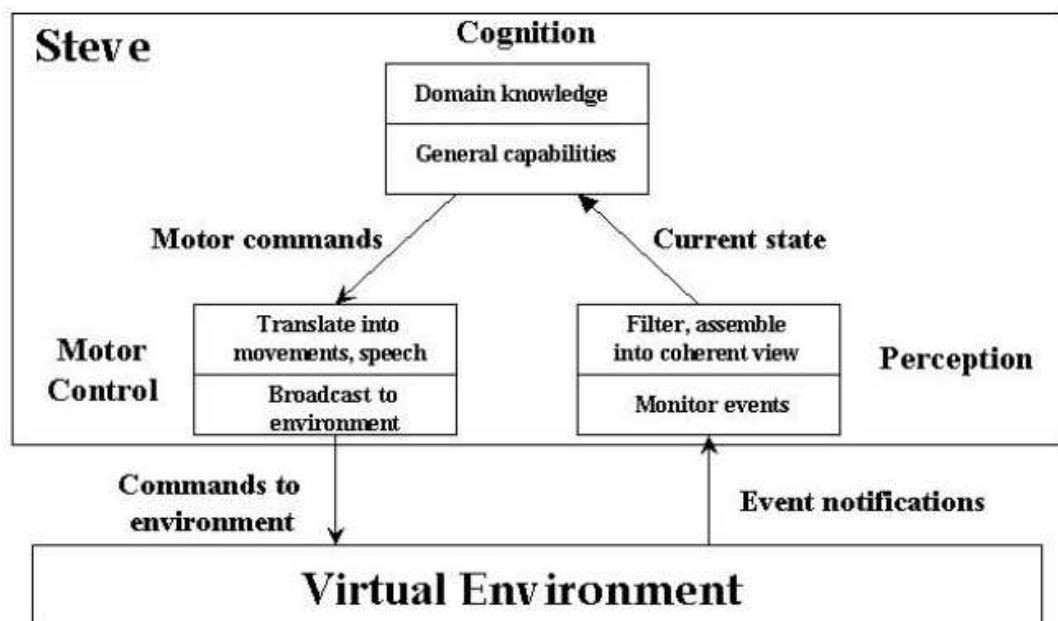 Steve
Cognition
Domain knowledge
General capabilities
Motor commands
Current state
Motor
Control
Translate into
movements, speech
Broadcast to
environment
Filter, assemble
into coherent view
Monitor events
Perception
Commands to
environment
Event notifications
Virtual Environment